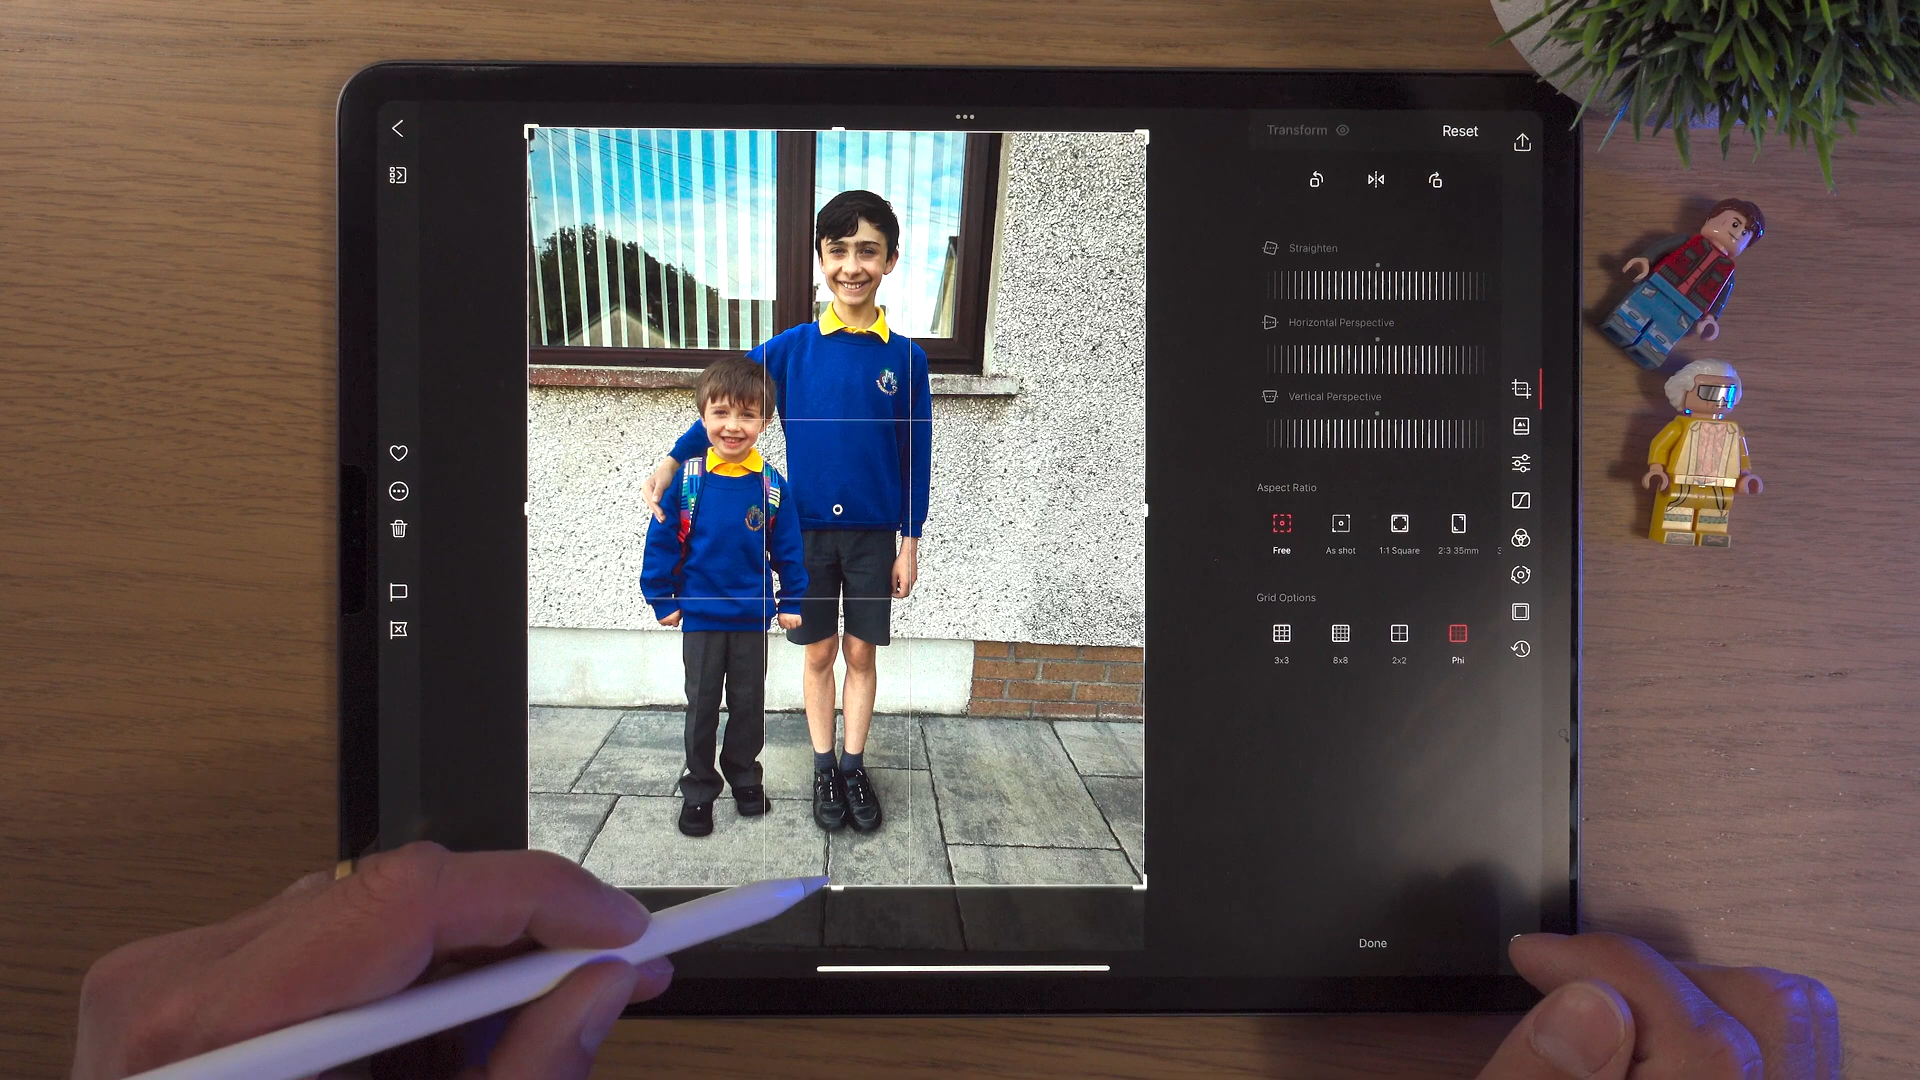 Transform
Reset
Straighten
Horizontal Perspective
Vertical Perspective
Aspect Ratio
Free As shot 1:1 Square 2:3 35mm 3
Grid Options
3x3 8x8 2x2 Phi
Done